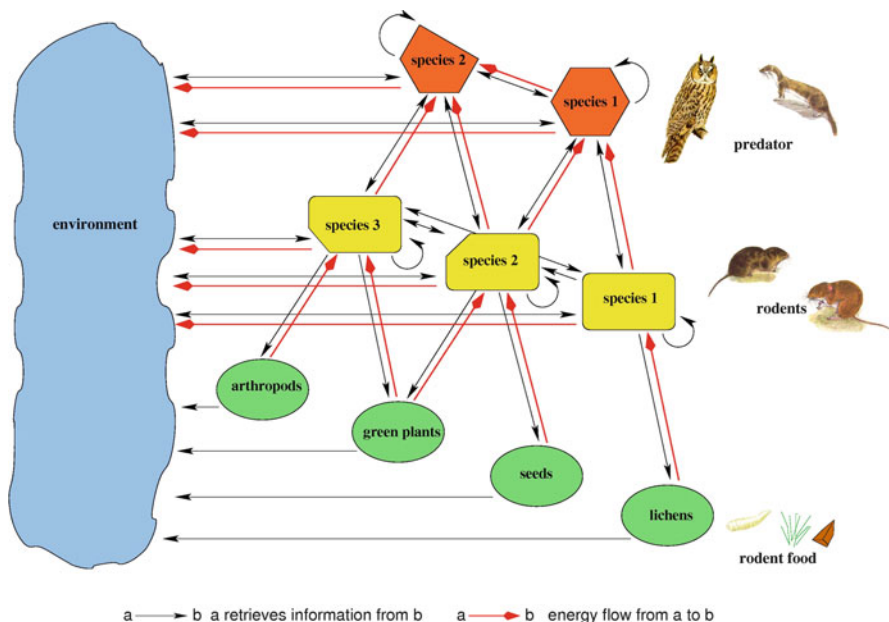 species 2
species 1
predator
environment
species 3
species 2
species 1
rodents
arthropods
green plants
seeds
lichens
rodent food
a b a retrieves information from b a b energy flow from a to b